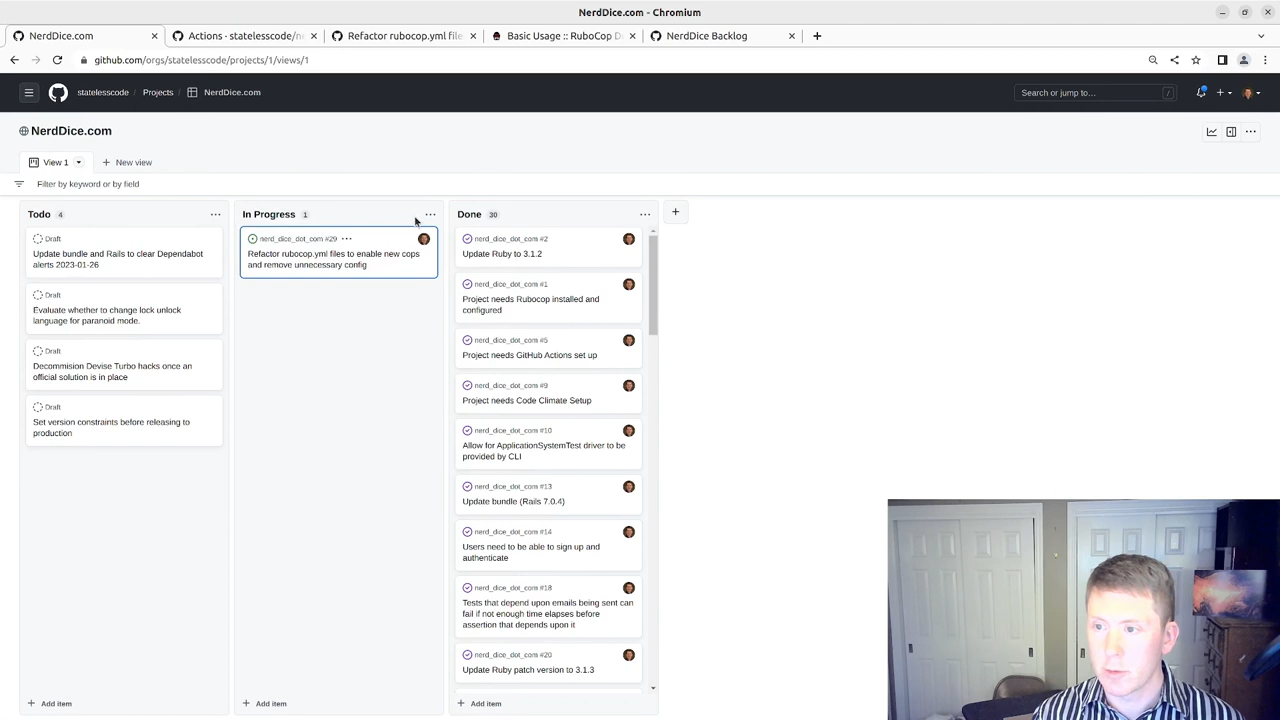 NerdDice.com - Chromium
NerdDice.com
Actions - statelesscode/ne
Refactor rubocop.yml file
Basic Usage :: RuboCop D
NerdDice Backlog
github.com/orgs/statelesscode/projects/1/views/1
statelesscode / Projects / NerdDice.com
Search or jump to… /
NerdDice.com
View 1
New view
Filter by keyword or by field
Todo 4
Draft
Update bundle and Rails to clear Dependabot
alerts 2023-01-26
Draft
Evaluate whether to change lock unlock
language for paranoid mode.
Draft
Decommision Devise Turbo hacks once an
official solution is in place
Draft
Set version constraints before releasing to
production
Add item
In Progress 1
nerd_dice_dot_com #29
Refactor rubocop.yml files to enable new cops
and remove unnecessary config
Add item
Done 30
nerd_dice_dot_com #2
Update Ruby to 3.1.2
nerd_dice_dot_com #1
Project needs Rubocop installed and
configured
nerd_dice_dot_com #5
Project needs GitHub Actions set up
nerd_dice_dot_com #9
Project needs Code Climate Setup
nerd_dice_dot_com #10
Allow for ApplicationSystemTest driver to be
provided by CLI
nerd_dice_dot_com #13
Update bundle (Rails 7.0.4)
nerd_dice_dot_com #14
Users need to be able to sign up and
authenticate
nerd_dice_dot_com #18
Tests that depend upon emails being sent can
fail if not enough time elapses before
assertion that depends upon it
nerd_dice_dot_com #20
Update Ruby patch version to 3.1.3
Add item